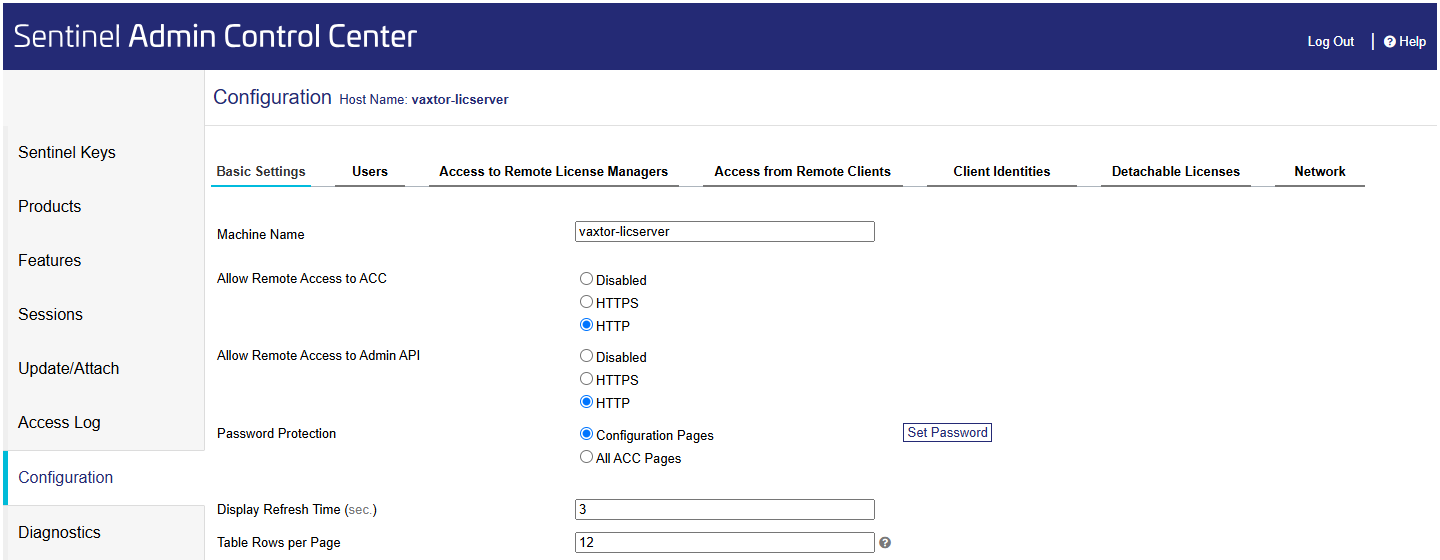 Sentinel Admin Control Center
Log Out | Help
Configuration Host Name: vaxtor-licserver
Sentinel Keys
Products
Features
Sessions
Update/Attach
Access Log
Configuration
Diagnostics
Basic Settings Users Access to Remote License Managers Access from Remote Clients Client Identities Detachable Licenses Network
Machine Name vaxtor-licserver
Allow Remote Access to ACC Disabled
HTTPS
HTTP
Allow Remote Access to Admin API Disabled
HTTPS
HTTP
Password Protection Configuration Pages Set Password
All ACC Pages
Display Refresh Time (sec.) 3
Table Rows per Page 12 ?